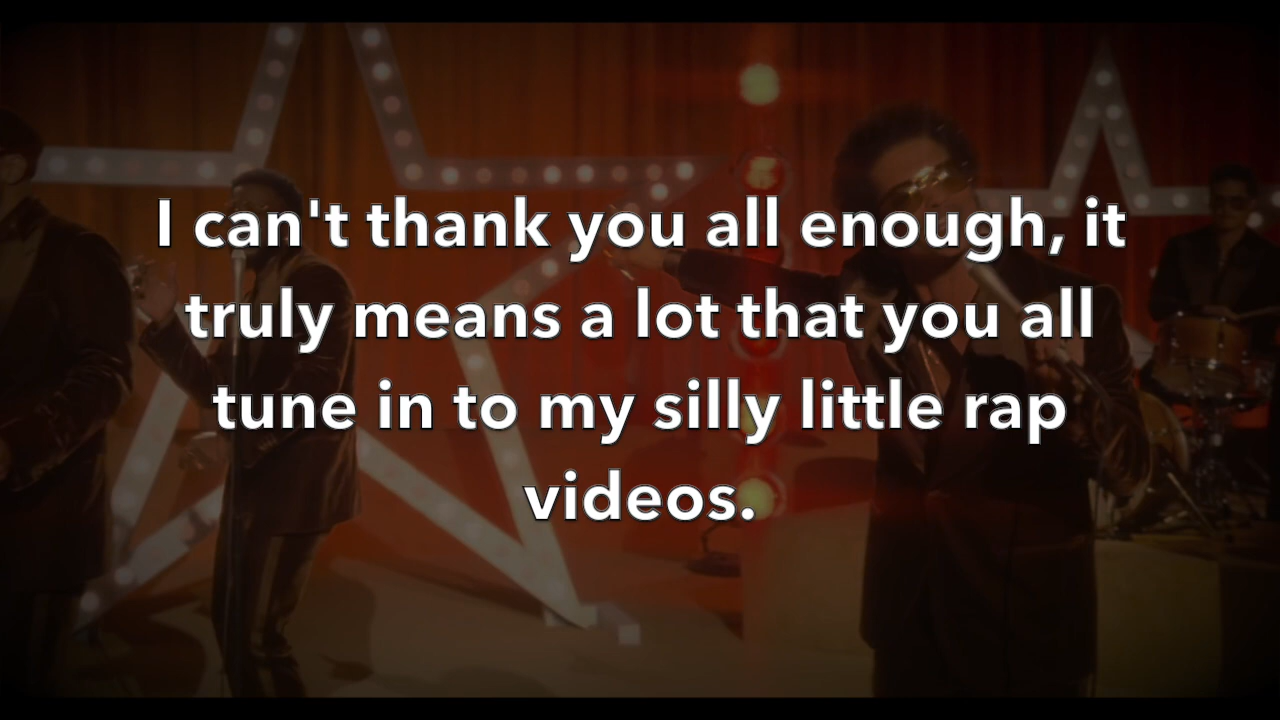 I can't thank you all enough, it
truly means a lot that you all
tune in to my silly little rap
videos.